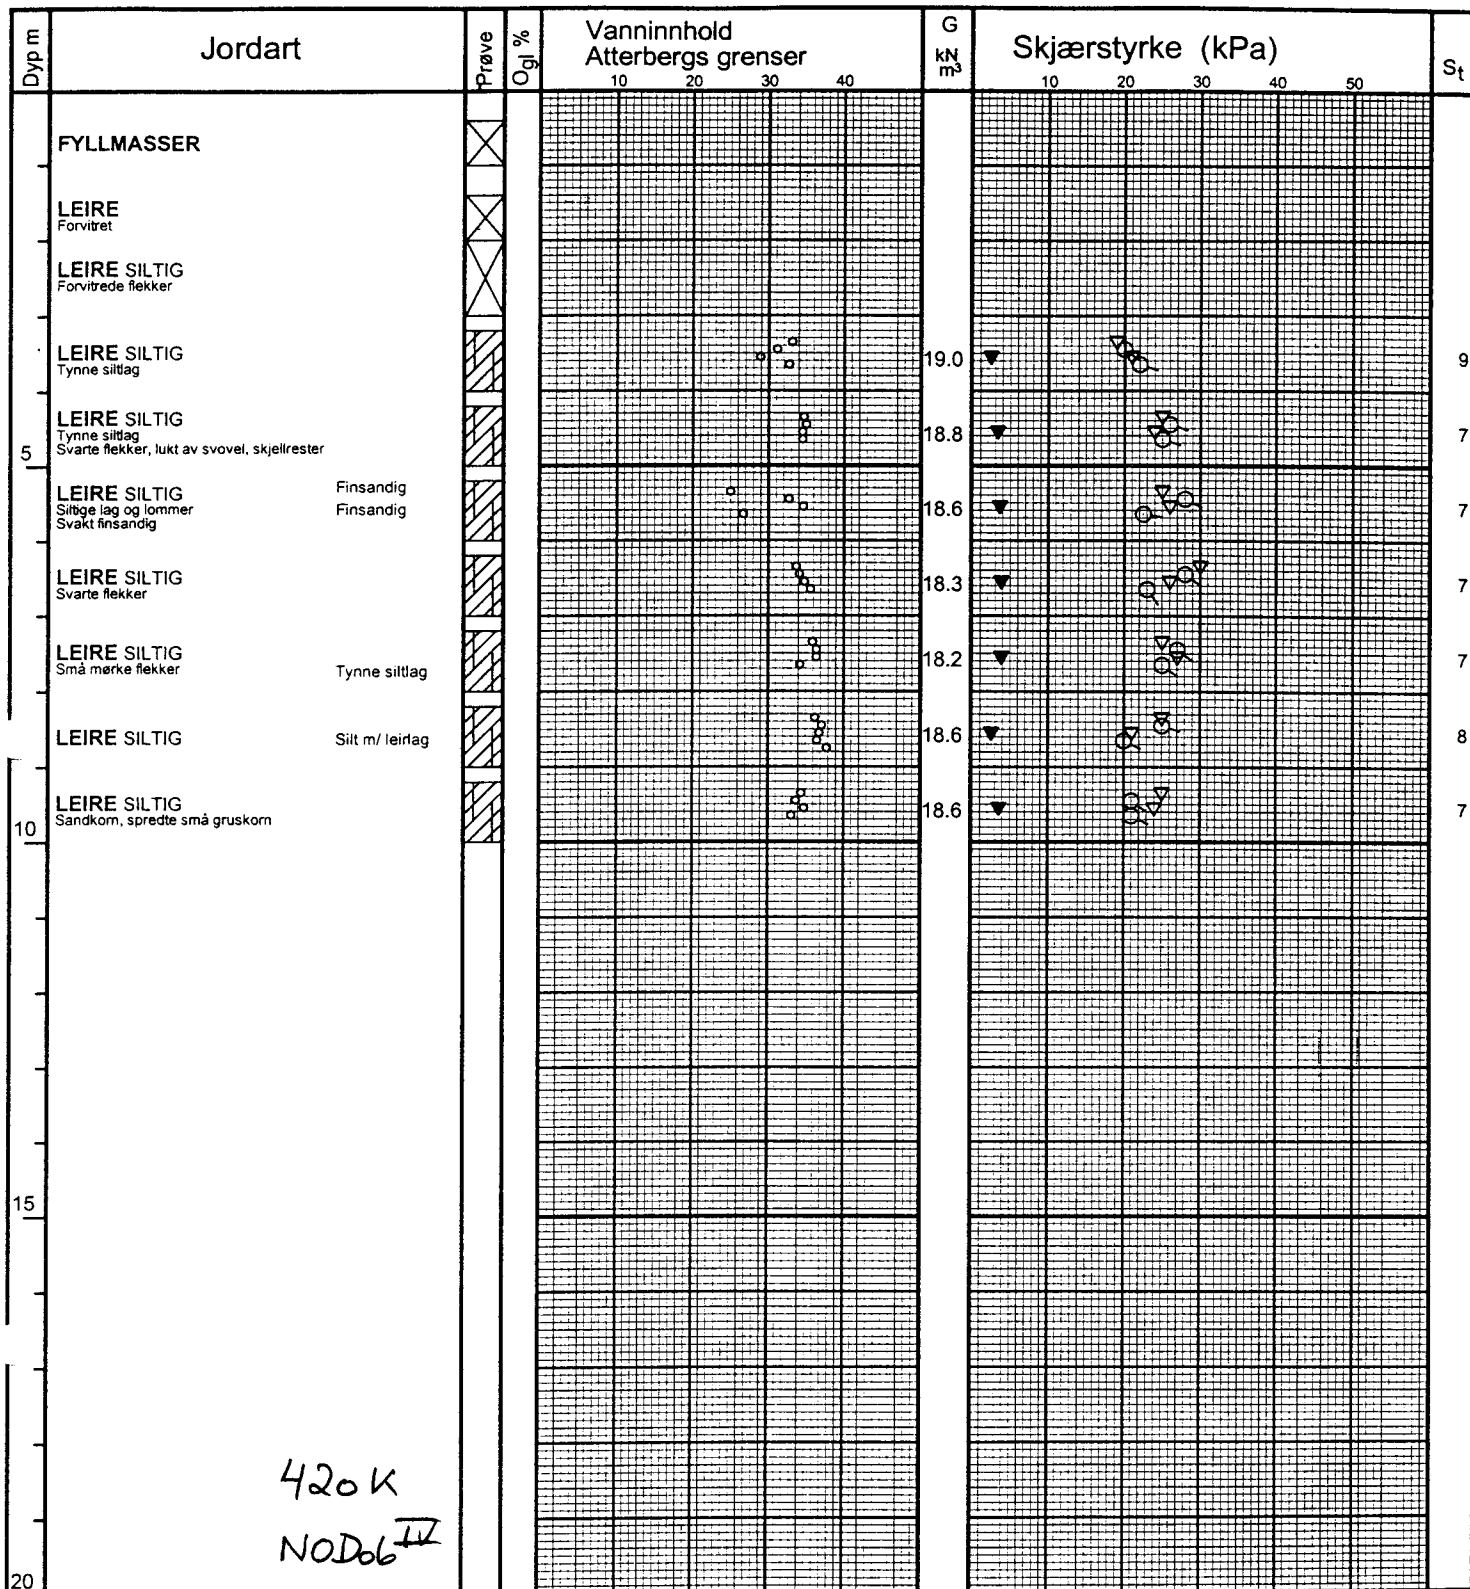 Dyp m
Jordart
Prøve
Ogl %
Vanninnhold
Atterbergs grenser
10 20 30 40
G
kN
m³
Skjærstyrke (kPa)
10 20 30 40 50
St
FYLLMASSER
LEIRE
Forvitret
LEIRE SILTIG
Forvitrede flekker
LEIRE SILTIG
Tynne siltlag
19.0 9
LEIRE SILTIG
Tynne siltlag
Svarte flekker, lukt av svovel, skjellrester
18.8 7
5
LEIRE SILTIG Finsandig
Siltige lag og lommer Finsandig
Svakt finsandig
18.6 7
LEIRE SILTIG
Svarte flekker
18.3 7
LEIRE SILTIG
Små mørke flekker Tynne siltlag
18.2 7
LEIRE SILTIG Silt m/ leirlag
18.6 8
LEIRE SILTIG
Sandkorn, spredte små gruskorn
18.6 7
10
15
420 K
NOD06 IV
20